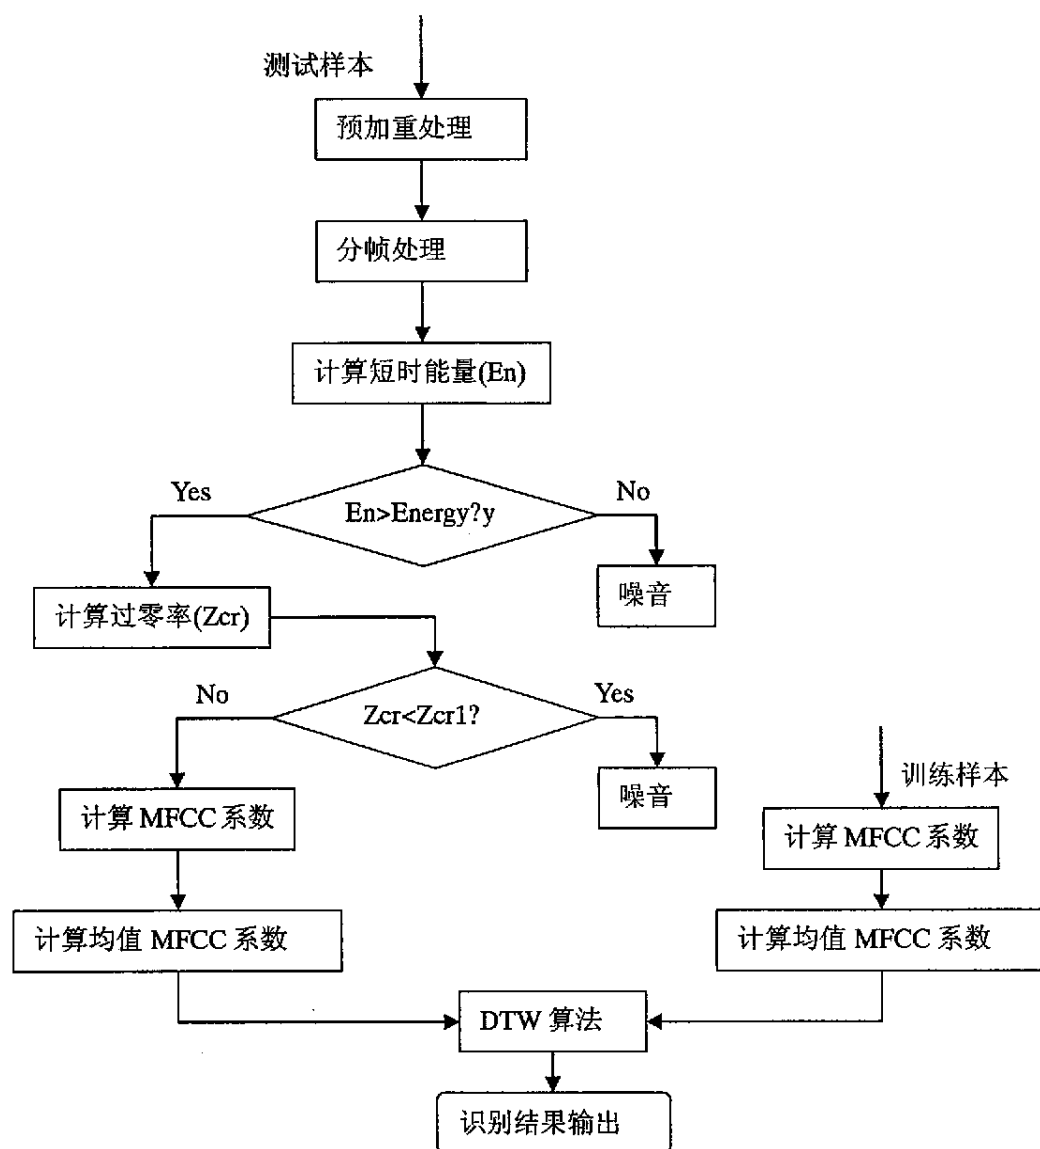 测试样本
预加重处理
分帧处理
计算短时能量(En)
Yes
En>Energy?y
No
计算过零率(Zcr)
噪音
No
Zcr<Zcr1?
Yes
计算 MFCC 系数
噪音
训练样本
计算 MFCC 系数
计算均值 MFCC 系数
计算均值 MFCC 系数
DTW 算法
识别结果输出